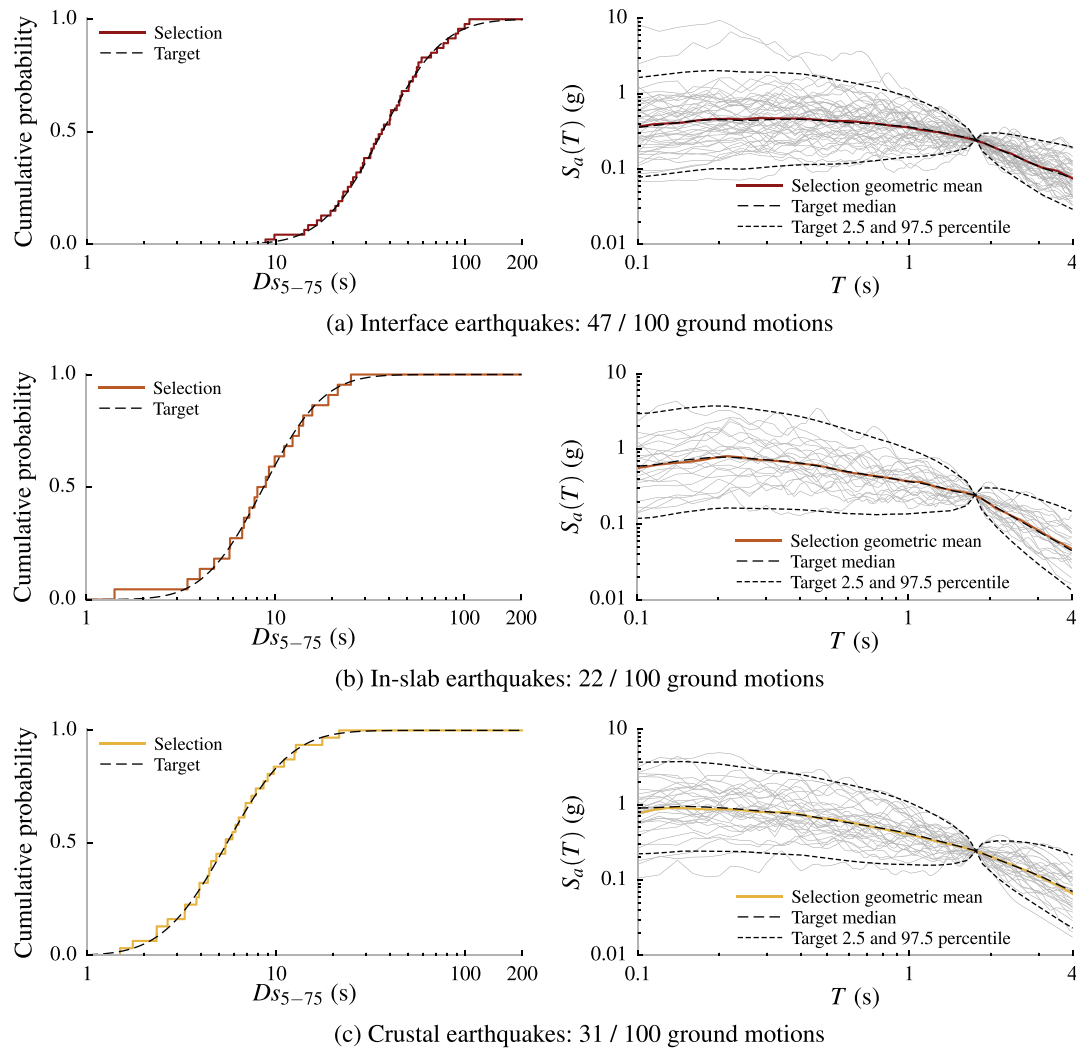 Cumulative probability
1.0
0.5
0.0
Selection
Target
1
10
100
200
Ds5−75 (s)
Sa(T) (g)
10
1
0.1
0.01
Selection geometric mean
Target median
Target 2.5 and 97.5 percentile
0.1
1
4
T (s)
(a) Interface earthquakes: 47 / 100 ground motions
Cumulative probability
1.0
0.5
0.0
Selection
Target
1
10
100
200
Ds5−75 (s)
Sa(T) (g)
10
1
0.1
0.01
Selection geometric mean
Target median
Target 2.5 and 97.5 percentile
0.1
1
4
T (s)
(b) In-slab earthquakes: 22 / 100 ground motions
Cumulative probability
1.0
0.5
0.0
Selection
Target
1
10
100
200
Ds5−75 (s)
Sa(T) (g)
10
1
0.1
0.01
Selection geometric mean
Target median
Target 2.5 and 97.5 percentile
0.1
1
4
T (s)
(c) Crustal earthquakes: 31 / 100 ground motions